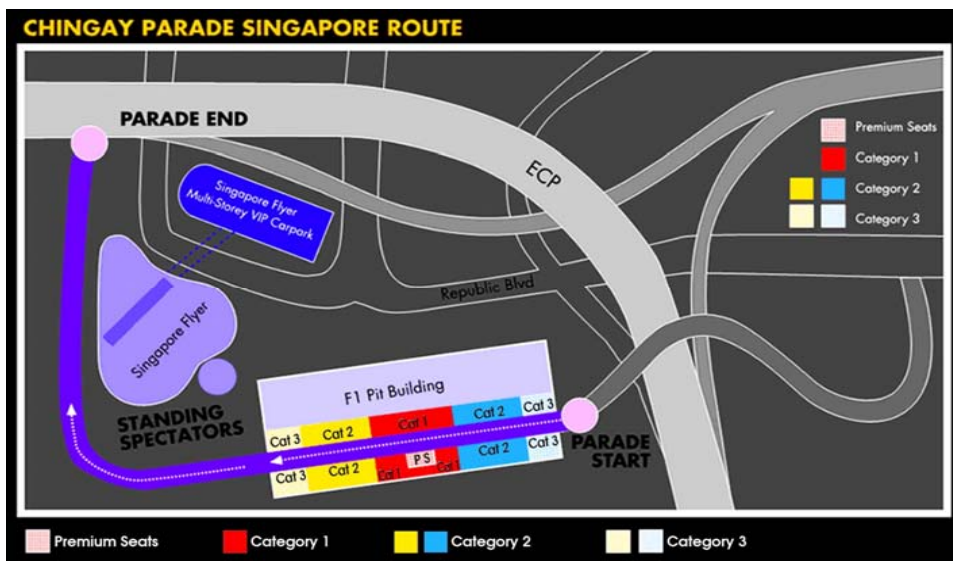 CHINGAY PARADE SINGAPORE ROUTE
PARADE END
Premium Seats
Category 1
Category 2
Category 3
ECP
Singapore Flyer
Multi-Storey VIP Carpark
Republic Blvd
Singapore Flyer
STANDING
SPECTATORS
F1 Pit Building
Cat 3 Cat 2 Cat 1 Cat 2 Cat 3
PARADE
START
Cat 3 Cat 2 Cat 1 PS Cat 1 Cat 2 Cat 3
Premium Seats Category 1 Category 2 Category 3